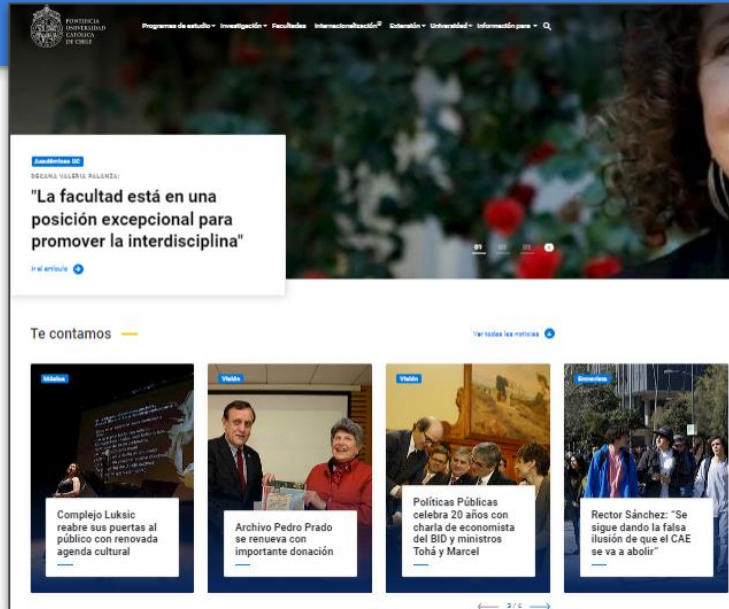 PONTIFICIA
UNIVERSIDAD
CATÓLICA
DE CHILE
Programas de estudio Investigación Facultades Internacionalización Extensión Universidad Información para
Académicos UC
DECANA VALERIA PALANZA:
"La facultad está en una
posición excepcional para
promover la interdisciplina"
Ir al artículo
01 02 03
Te contamos
Ver todas las noticias
Música
Complejo Luksic
reabre sus puertas al
público con renovada
agenda cultural
Visión
Archivo Pedro Prado
se renueva con
importante donación
Visión
Políticas Públicas
celebra 20 años con
charla de economista
del BID y ministros
Tohá y Marcel
Rector Sánchez: "Se
sigue dando la falsa
ilusión de que el CAE
se va a abolir"